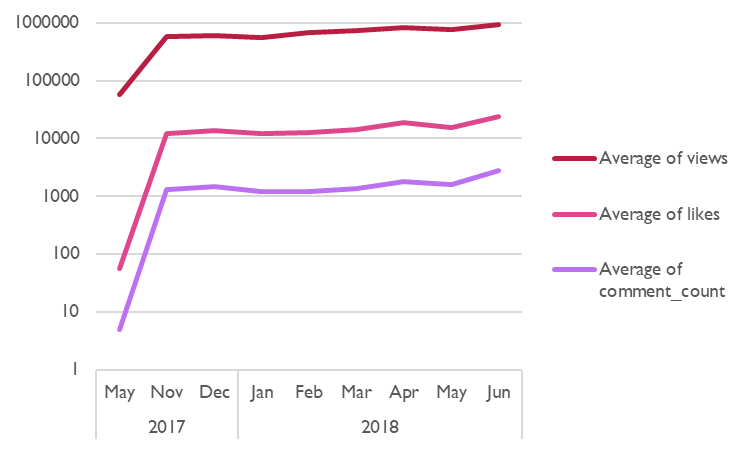 1000000
100000
10000
1000
100
10
1
May Nov Dec Jan Feb Mar Apr May Jun
2017 2018
Average of views
Average of likes
Average of
comment_count